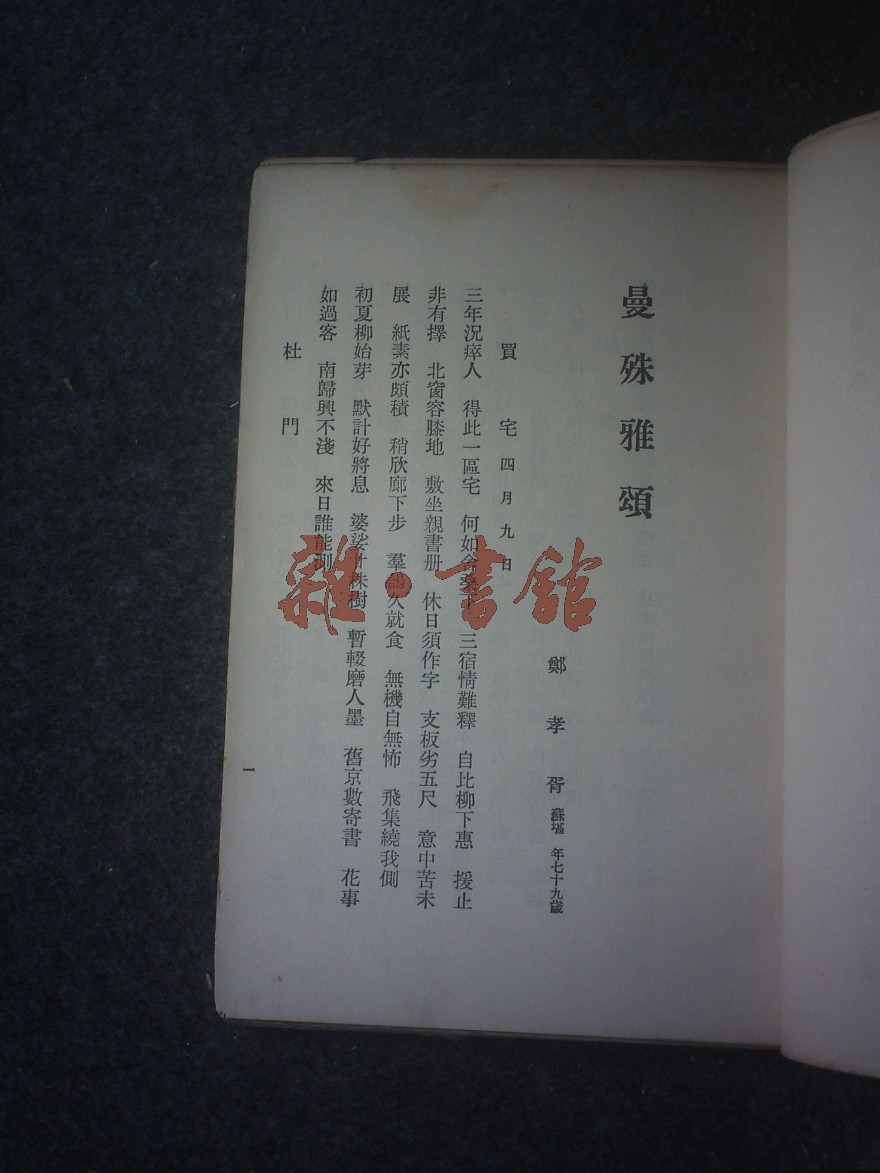 曼殊雅頌
鄭孝胥 蘇堪 年七十九歲
買宅 四月九日
三年況瘁人 得此一區宅 何如 三宿情難釋 自比柳下惠 援止
非有擇 北窗容膝地 敷坐親書册 休日須作字 支板劣五尺 意中苦未
展 紙素亦頗積 稍欣廊下步 羣鴿久就食 無機自無怖 飛集繞我側
初夏柳始芽 默計好將息 婆娑廿株樹 暫輟磨人墨 舊京數寄書 花事
如過客 南歸興不淺 來日誰能測
杜門
一
雜·書館